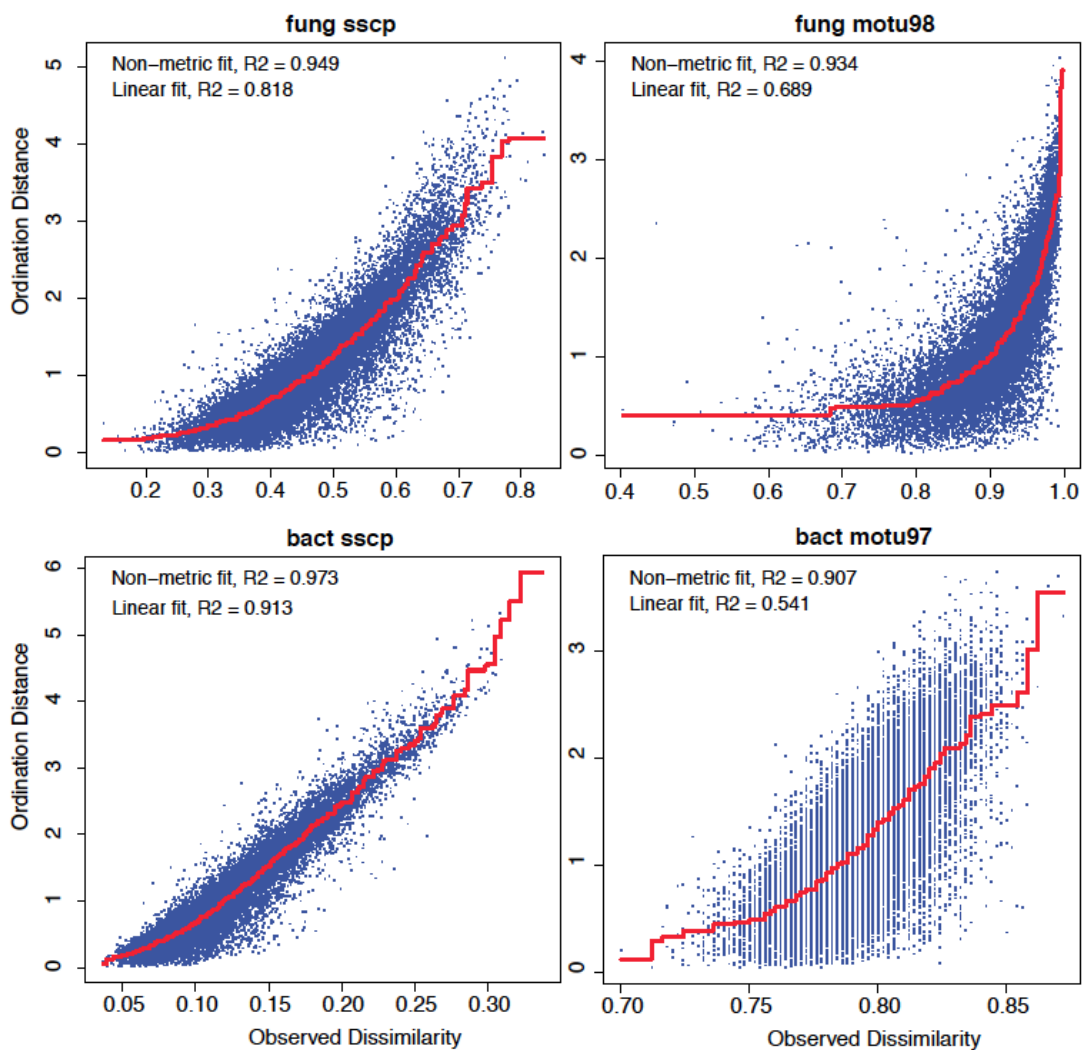 fung sscp
Non−metric fit, R2 = 0.949
Linear fit, R2 = 0.818
Ordination Distance
5
4
3
2
1
0
0.2 0.3 0.4 0.5 0.6 0.7 0.8
fung motu98
Non−metric fit, R2 = 0.934
Linear fit, R2 = 0.689
4
3
2
1
0
0.4 0.5 0.6 0.7 0.8 0.9 1.0
bact sscp
Non−metric fit, R2 = 0.973
Linear fit, R2 = 0.913
Ordination Distance
6
5
4
3
2
1
0
0.05 0.10 0.15 0.20 0.25 0.30
Observed Dissimilarity
bact motu97
Non−metric fit, R2 = 0.907
Linear fit, R2 = 0.541
3
2
1
0
0.70 0.75 0.80 0.85
Observed Dissimilarity